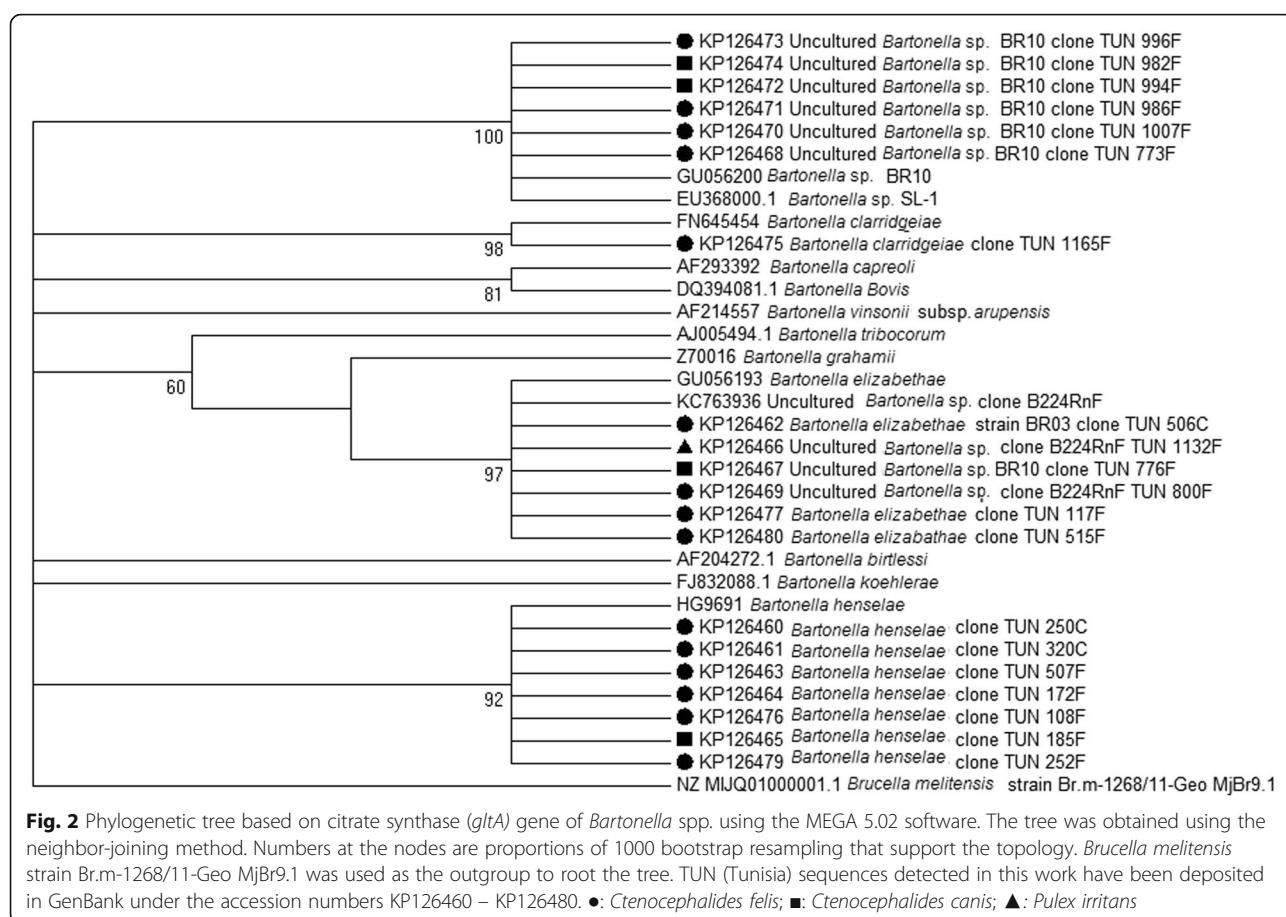 ● KP126473 Uncultured Bartonella sp. BR10 clone TUN 996F
■ KP126474 Uncultured Bartonella sp. BR10 clone TUN 982F
■ KP126472 Uncultured Bartonella sp. BR10 clone TUN 994F
● KP126471 Uncultured Bartonella sp. BR10 clone TUN 986F
● KP126470 Uncultured Bartonella sp. BR10 clone TUN 1007F
100
● KP126468 Uncultured Bartonella sp. BR10 clone TUN 773F
GU056200 Bartonella sp. BR10
EU368000.1 Bartonella sp. SL-1
FN645454 Bartonella clarridgeiae
98
● KP126475 Bartonella clarridgeiae clone TUN 1165F
AF293392 Bartonella capreoli
81
DQ394081.1 Bartonella Bovis
AF214557 Bartonella vinsonii subsp. arupensis
AJ005494.1 Bartonella tribocorum
Z70016 Bartonella grahamii
60
GU056193 Bartonella elizabethae
KC763936 Uncultured Bartonella sp. clone B224RnF
● KP126462 Bartonella elizabethae strain BR03 clone TUN 506C
▲ KP126466 Uncultured Bartonella sp. clone B224RnF TUN 1132F
97
■ KP126467 Uncultured Bartonella sp. BR10 clone TUN 776F
● KP126469 Uncultured Bartonella sp. clone B224RnF TUN 800F
● KP126477 Bartonella elizabethae clone TUN 117F
● KP126480 Bartonella elizabathae clone TUN 515F
AF204272.1 Bartonella birtlessi
FJ832088.1 Bartonella koehlerae
HG9691 Bartonella henselae
● KP126460 Bartonella henselae clone TUN 250C
● KP126461 Bartonella henselae clone TUN 320C
● KP126463 Bartonella henselae clone TUN 507F
92
● KP126464 Bartonella henselae clone TUN 172F
● KP126476 Bartonella henselae clone TUN 108F
■ KP126465 Bartonella henselae clone TUN 185F
● KP126479 Bartonella henselae clone TUN 252F
NZ MIJQ01000001.1 Brucella melitensis strain Br.m-1268/11-Geo MjBr9.1
Fig. 2 Phylogenetic tree based on citrate synthase (gltA) gene of Bartonella spp. using the MEGA 5.02 software. The tree was obtained using the
neighbor-joining method. Numbers at the nodes are proportions of 1000 bootstrap resampling that support the topology. Brucella melitensis
strain Br.m-1268/11-Geo MjBr9.1 was used as the outgroup to root the tree. TUN (Tunisia) sequences detected in this work have been deposited
in GenBank under the accession numbers KP126460 – KP126480. ●: Ctenocephalides felis; ■: Ctenocephalides canis; ▲: Pulex irritans